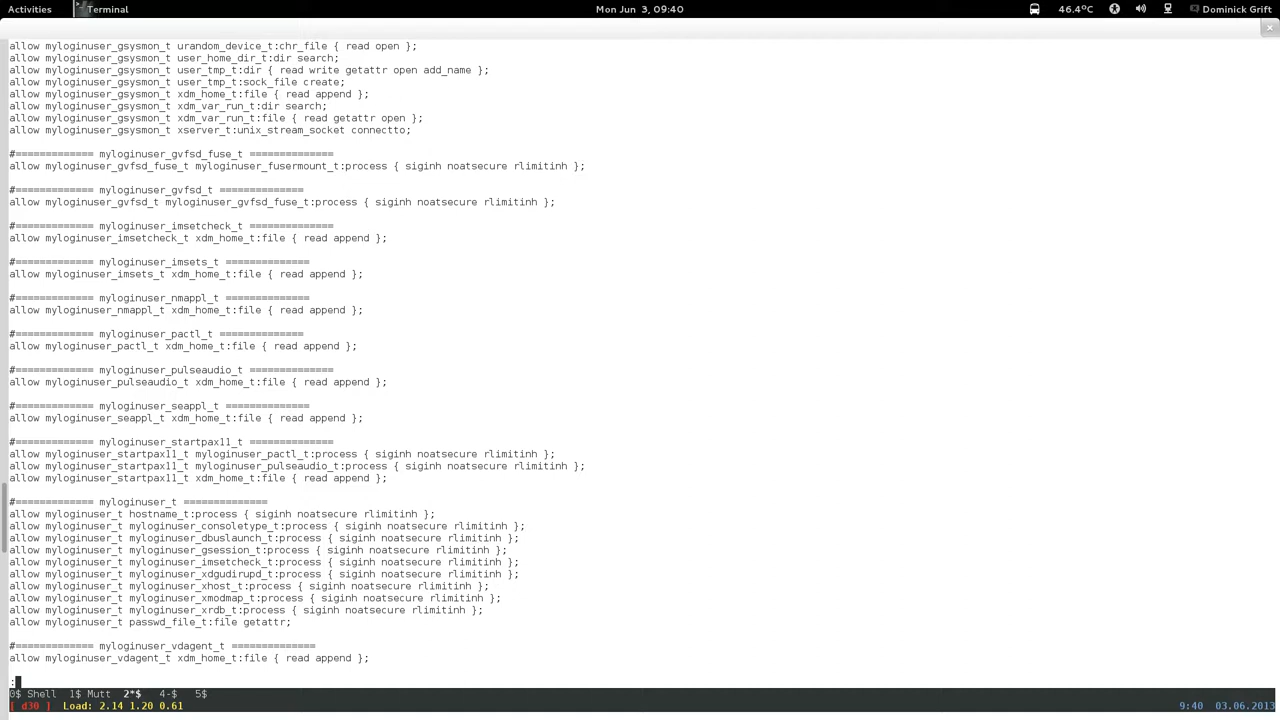 Activities Terminal Mon Jun 3, 09:40 46.4°C Dominick Grift
allow myloginuser_gsysmon_t urandom_device_t:chr_file { read open };
allow myloginuser_gsysmon_t user_home_dir_t:dir search;
allow myloginuser_gsysmon_t user_tmp_t:dir { read write getattr open add_name };
allow myloginuser_gsysmon_t user_tmp_t:sock_file create;
allow myloginuser_gsysmon_t xdm_home_t:file { read append };
allow myloginuser_gsysmon_t xdm_var_run_t:dir search;
allow myloginuser_gsysmon_t xdm_var_run_t:file { read getattr open };
allow myloginuser_gsysmon_t xserver_t:unix_stream_socket connectto;
#============= myloginuser_gvfsd_fuse_t ==============
allow myloginuser_gvfsd_fuse_t myloginuser_fusermount_t:process { siginh noatsecure rlimitinh };
#============= myloginuser_gvfsd_t ==============
allow myloginuser_gvfsd_t myloginuser_gvfsd_fuse_t:process { siginh noatsecure rlimitinh };
#============= myloginuser_imsetcheck_t ==============
allow myloginuser_imsetcheck_t xdm_home_t:file { read append };
#============= myloginuser_imsets_t ==============
allow myloginuser_imsets_t xdm_home_t:file { read append };
#============= myloginuser_nmappl_t ==============
allow myloginuser_nmappl_t xdm_home_t:file { read append };
#============= myloginuser_pactl_t ==============
allow myloginuser_pactl_t xdm_home_t:file { read append };
#============= myloginuser_pulseaudio_t ==============
allow myloginuser_pulseaudio_t xdm_home_t:file { read append };
#============= myloginuser_seappl_t ==============
allow myloginuser_seappl_t xdm_home_t:file { read append };
#============= myloginuser_startpax11_t ==============
allow myloginuser_startpax11_t myloginuser_pactl_t:process { siginh noatsecure rlimitinh };
allow myloginuser_startpax11_t myloginuser_pulseaudio_t:process { siginh noatsecure rlimitinh };
allow myloginuser_startpax11_t xdm_home_t:file { read append };
#============= myloginuser_t ==============
allow myloginuser_t hostname_t:process { siginh noatsecure rlimitinh };
allow myloginuser_t myloginuser_consoletype_t:process { siginh noatsecure rlimitinh };
allow myloginuser_t myloginuser_dbuslaunch_t:process { siginh noatsecure rlimitinh };
allow myloginuser_t myloginuser_gsession_t:process { siginh noatsecure rlimitinh };
allow myloginuser_t myloginuser_imsetcheck_t:process { siginh noatsecure rlimitinh };
allow myloginuser_t myloginuser_xdgudirupd_t:process { siginh noatsecure rlimitinh };
allow myloginuser_t myloginuser_xhost_t:process { siginh noatsecure rlimitinh };
allow myloginuser_t myloginuser_xmodmap_t:process { siginh noatsecure rlimitinh };
allow myloginuser_t myloginuser_xrdb_t:process { siginh noatsecure rlimitinh };
allow myloginuser_t passwd_file_t:file getattr;
#============= myloginuser_vdagent_t ==============
allow myloginuser_vdagent_t xdm_home_t:file { read append };
:
0$ Shell 1$ Mutt 2*$ 4-$ 5$
[ d30 ] Load: 2.14 1.20 0.61 9:40 03.06.2013